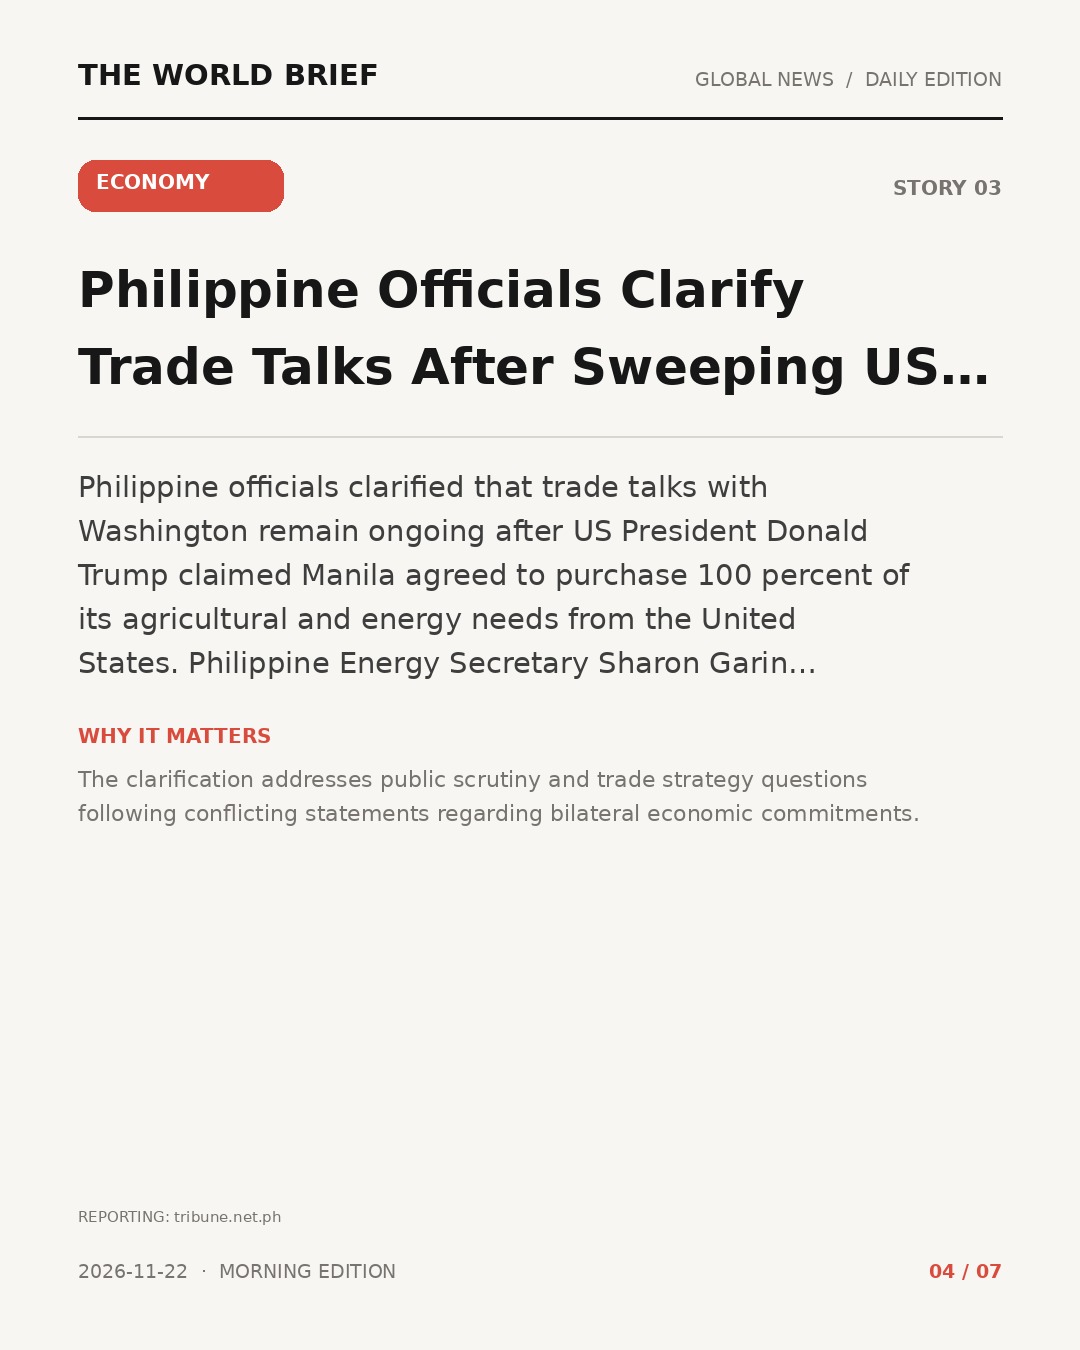 THE WORLD BRIEF
GLOBAL NEWS / DAILY EDITION
ECONOMY
STORY 03
Philippine Officials Clarify
Trade Talks After Sweeping US…
Philippine officials clarified that trade talks with
Washington remain ongoing after US President Donald
Trump claimed Manila agreed to purchase 100 percent of
its agricultural and energy needs from the United
States. Philippine Energy Secretary Sharon Garin…
WHY IT MATTERS
The clarification addresses public scrutiny and trade strategy questions
following conflicting statements regarding bilateral economic commitments.
REPORTING: tribune.net.ph
2026-11-22 · MORNING EDITION
04 / 07